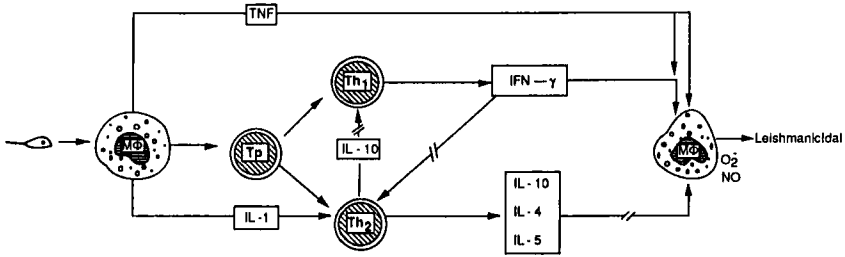 TNF
Th1
IFN — γ
MΦ
Tp
IL - 10
MΦ
Leishmanicidal
O2-
NO
IL - 1
Th2
IL - 10
IL - 4
IL - 5